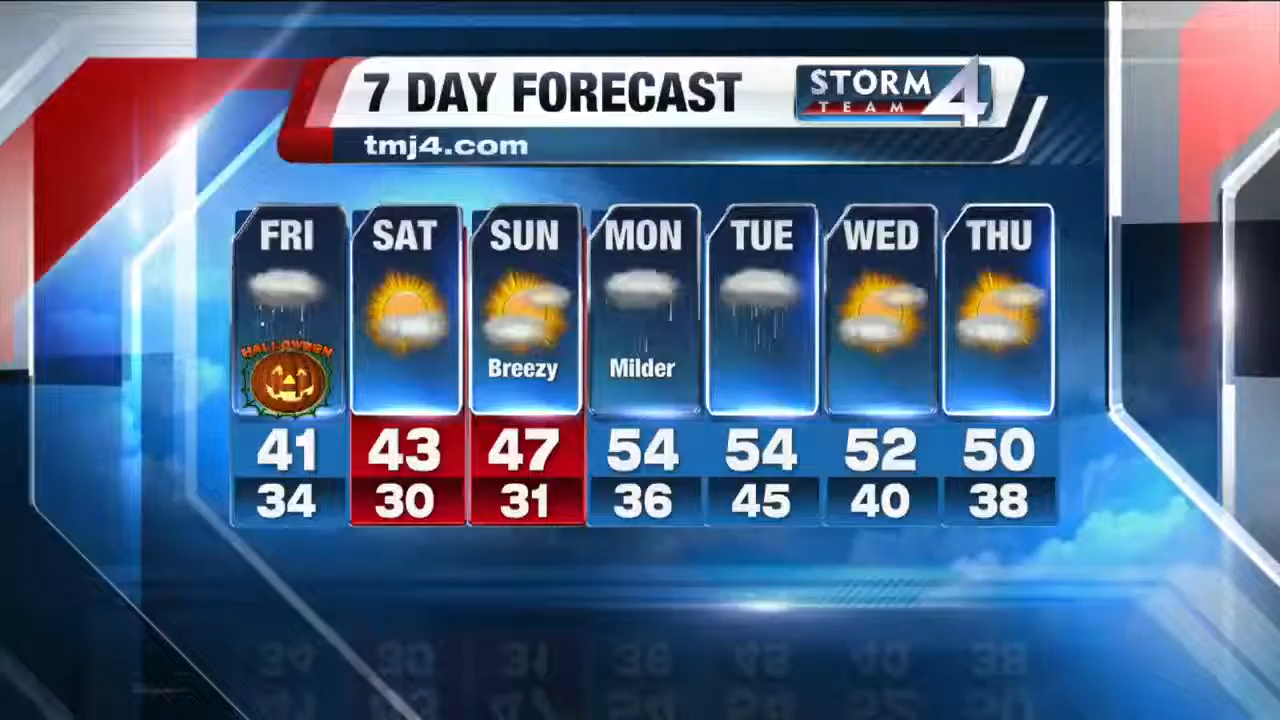 7 DAY FORECAST
STORM
TEAM 4
tmj4.com
FRI SAT SUN MON TUE WED THU
HALLOWEEN
Breezy Milder
41 43 47 54 54 52 50
34 30 31 36 45 40 38